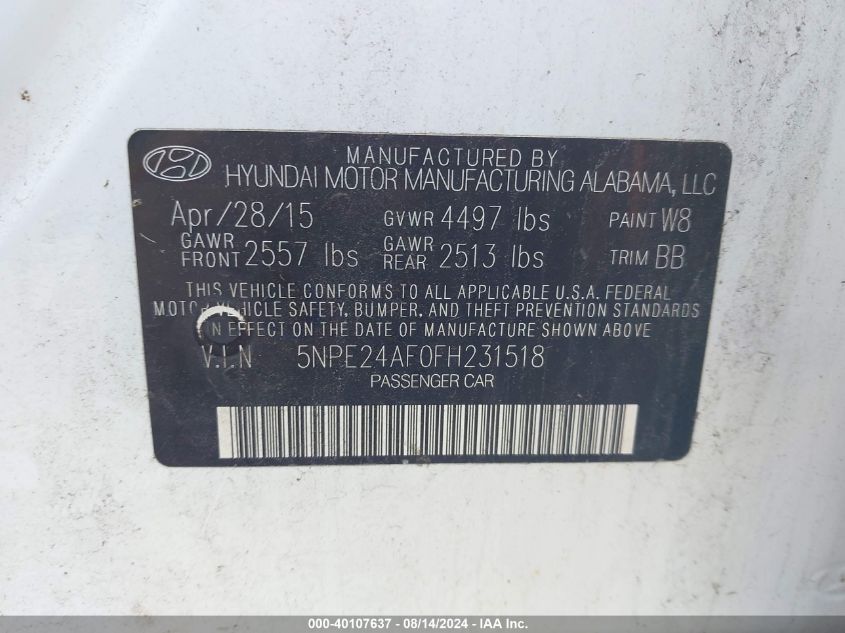 MANUFACTURED BY
HYUNDAI MOTOR MANUFACTURING ALABAMA, LLC
Apr/28/15 GVWR 4497 lbs PAINT W8
GAWR FRONT 2557 lbs GAWR REAR 2513 lbs TRIM BB
THIS VEHICLE CONFORMS TO ALL APPLICABLE U.S.A. FEDERAL
MOTOR VEHICLE SAFETY, BUMPER, AND THEFT PREVENTION STANDARDS
IN EFFECT ON THE DATE OF MANUFACTURE SHOWN ABOVE
V.I.N 5NPE24AF0FH231518
PASSENGER CAR
000-40107637 - 08/14/2024 - IAA Inc.